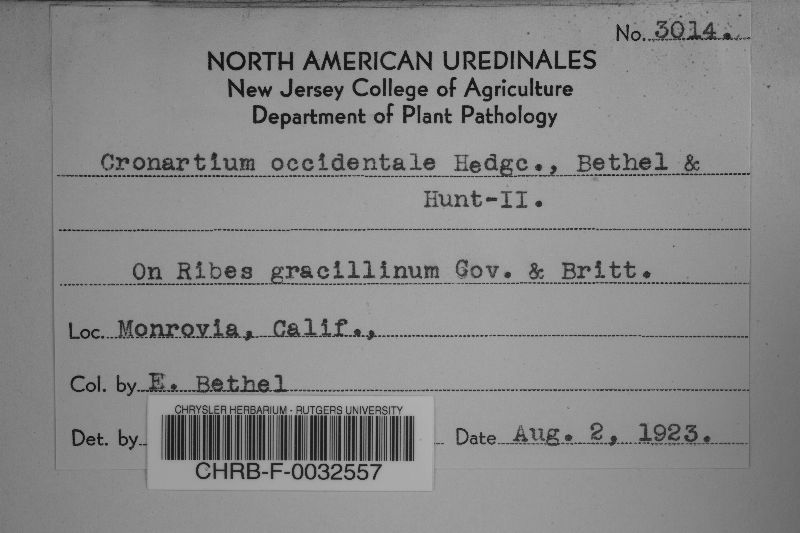 No. 3014.
NORTH AMERICAN UREDINALES
New Jersey College of Agriculture
Department of Plant Pathology
Cronartium occidentale Hedgc., Bethel &
Hunt-II.
On Ribes gracillinum Gov. & Britt.
Loc. Monrovia, Calif.,
Col. by E. Bethel
Det. by
CHRYSLER HERBARIUM - RUTGERS UNIVERSITY
CHRB-F-0032557
Date Aug. 2, 1923.